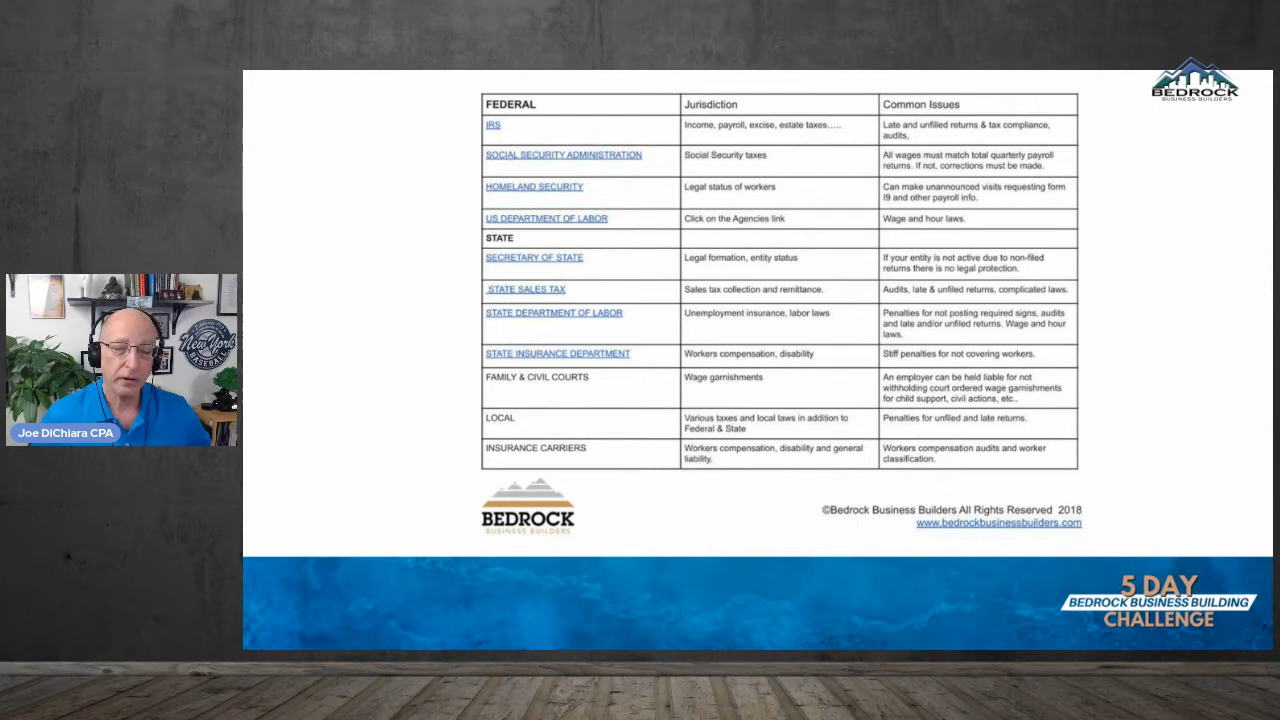 BEDROCK
BUSINESS BUILDERS
FEDERAL Jurisdiction Common Issues
IRS Income, payroll, excise, estate taxes..... Late and unfilled returns & tax compliance,
audits,
SOCIAL SECURITY ADMINISTRATION Social Security taxes All wages must match total quarterly payroll
returns. If not, corrections must be made.
HOMELAND SECURITY Legal status of workers Can make unannounced visits requesting form
I9 and other payroll info.
US DEPARTMENT OF LABOR Click on the Agencies link Wage and hour laws.
STATE
SECRETARY OF STATE Legal formation, entity status If your entity is not active due to non-filed
returns there is no legal protection.
STATE SALES TAX Sales tax collection and remittance. Audits, late & unfiled returns, complicated laws.
STATE DEPARTMENT OF LABOR Unemployment insurance, labor laws Penalties for not posting required signs, audits
and late and/or unfiled returns. Wage and hour
laws.
STATE INSURANCE DEPARTMENT Workers compensation, disability Stiff penalties for not covering workers.
FAMILY & CIVIL COURTS Wage garnishments An employer can be held liable for not
withholding court ordered wage garnishments
for child support, civil actions, etc..
LOCAL Various taxes and local laws in addition to Penalties for unfiled and late returns.
Federal & State
INSURANCE CARRIERS Workers compensation, disability and general Workers compensation audits and worker
liability. classification.
BEDROCK
BUSINESS BUILDERS
©Bedrock Business Builders All Rights Reserved 2018
www.bedrockbusinessbuilders.com
New York
BASEBALL
Joe DiChiara CPA
5 DAY
BEDROCK BUSINESS BUILDING
CHALLENGE